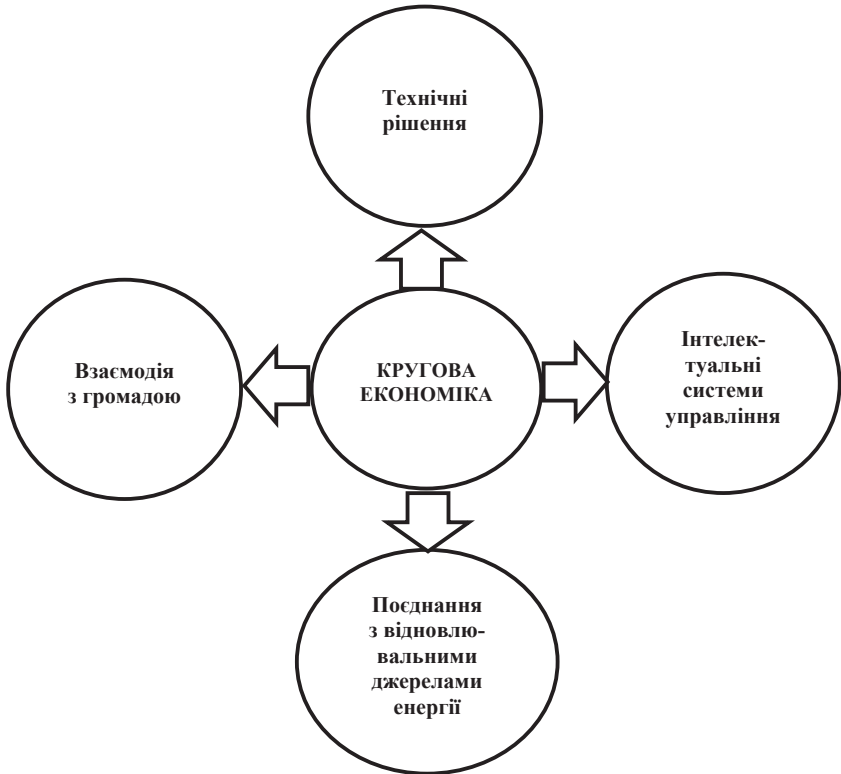 Технічні
рішення
Взаємодія
з громадою
КРУГОВА
ЕКОНОМІКА
Інтелек-
туальні
системи
управління
Поєднання
з відновлю-
вальними
джерелами
енергії